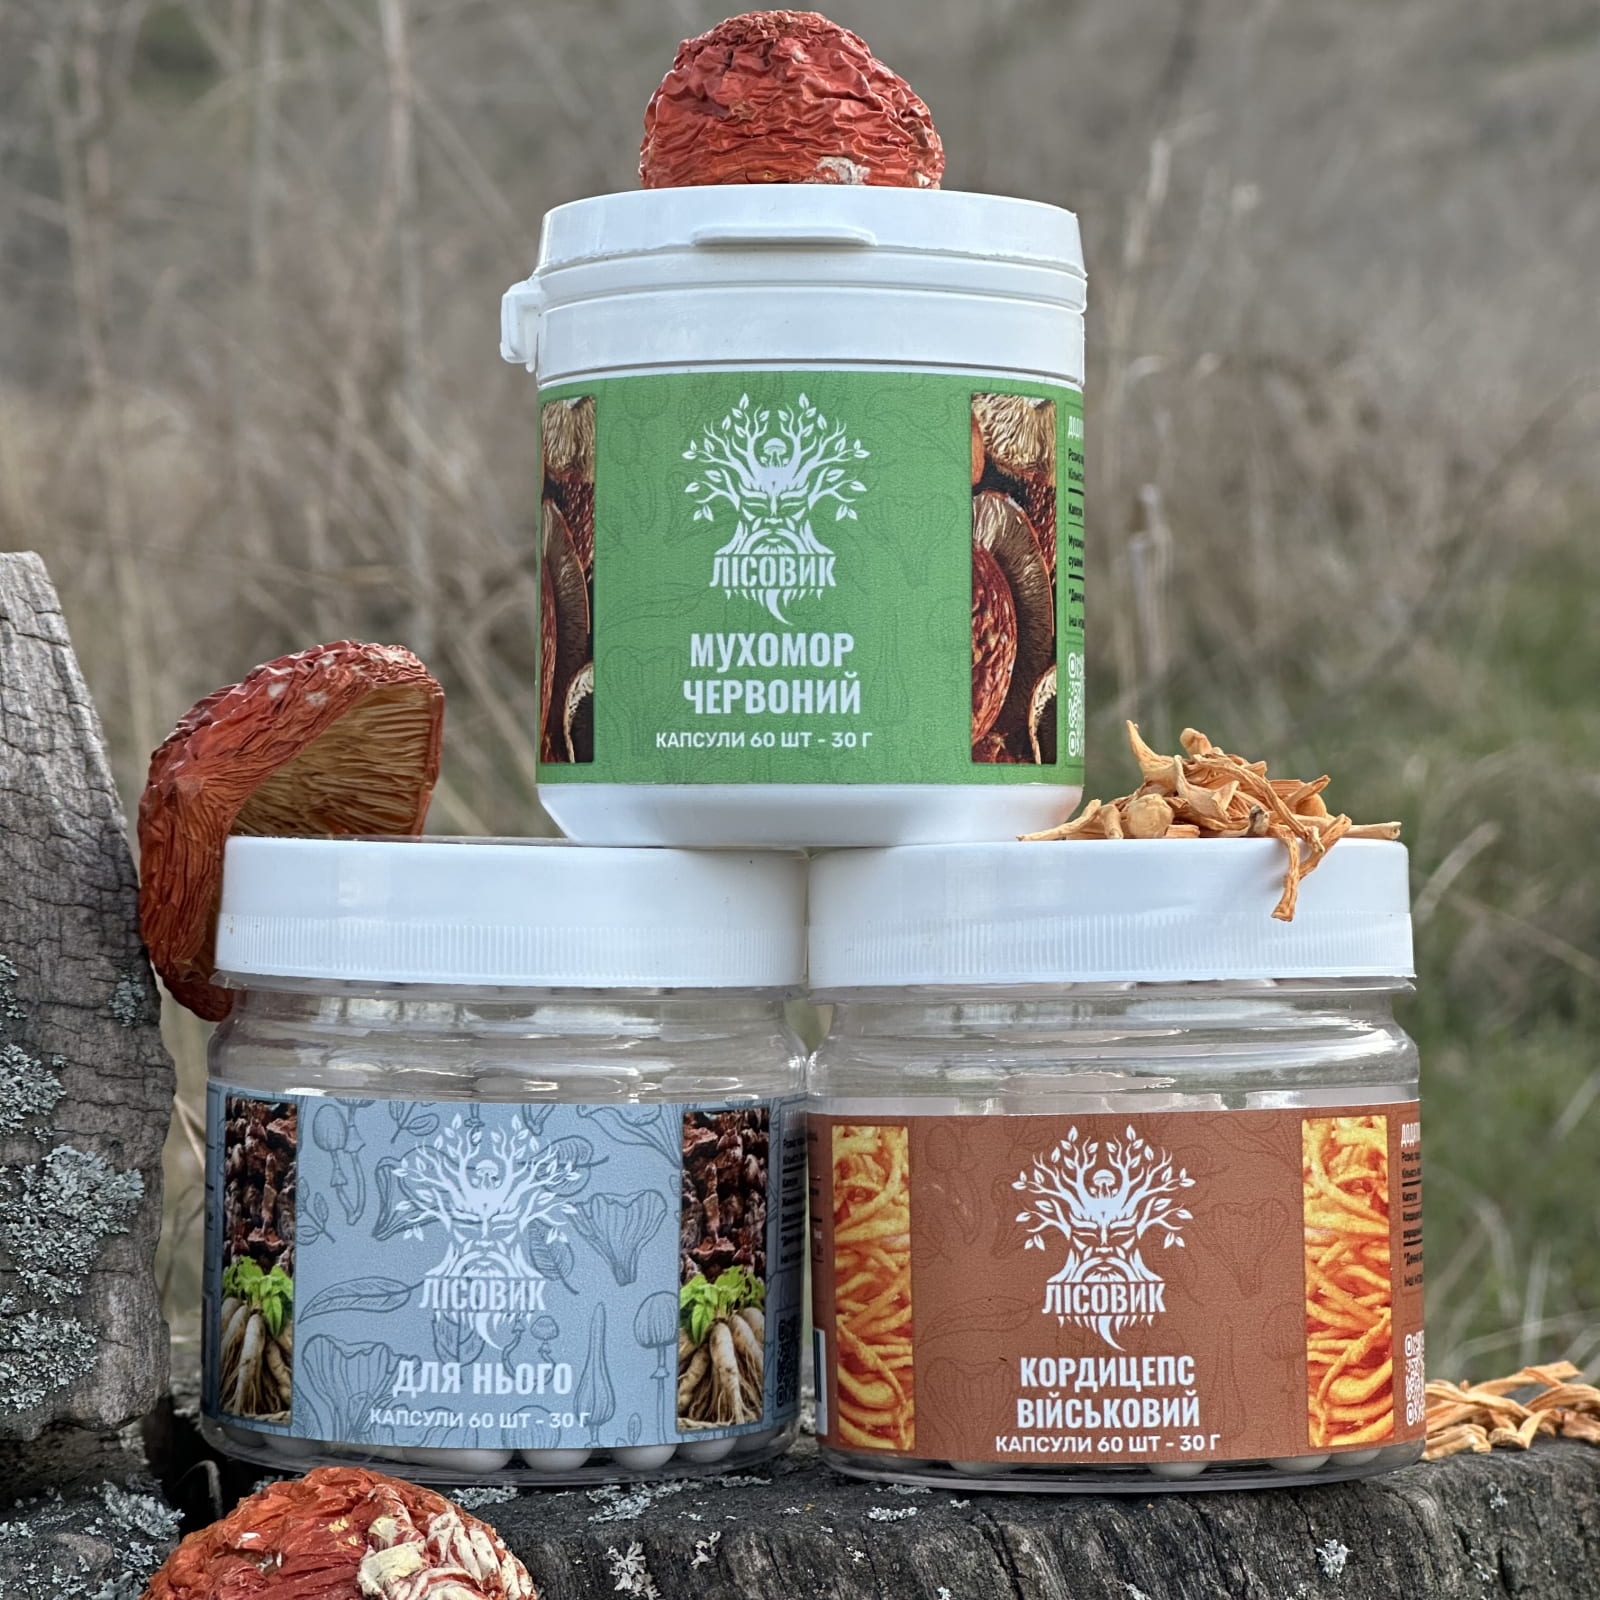 ЛІСОВИК
МУХОМОР
ЧЕРВОНИЙ
КАПСУЛИ 60 ШТ - 30 Г
ЛІСОВИК
ДЛЯ НЬОГО
КАПСУЛИ 60 ШТ - 30 Г
ЛІСОВИК
КОРДИЦЕПС
ВІЙСЬКОВИЙ
КАПСУЛИ 60 ШТ - 30 Г